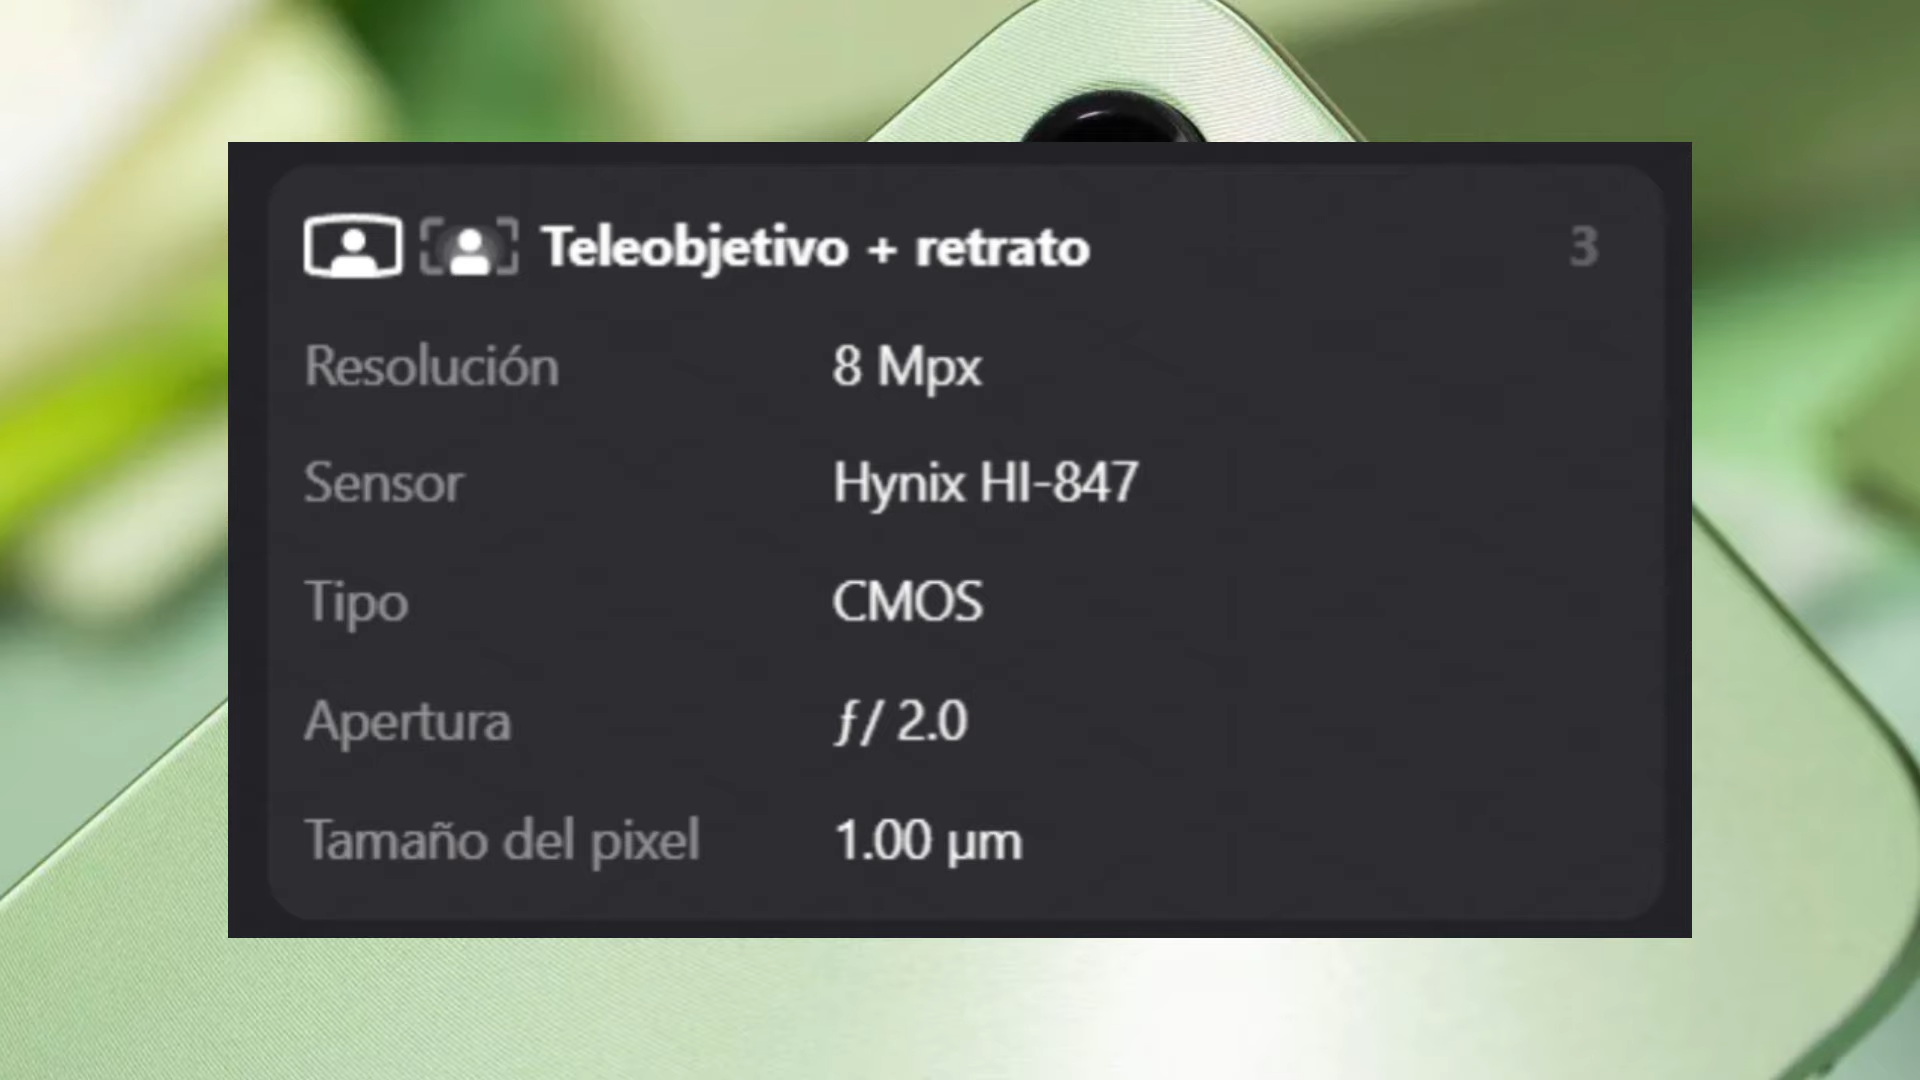 Teleobjetivo + retrato 3
Resolución 8 Mpx
Sensor Hynix HI-847
Tipo CMOS
Apertura ƒ/ 2.0
Tamaño del pixel 1.00 µm